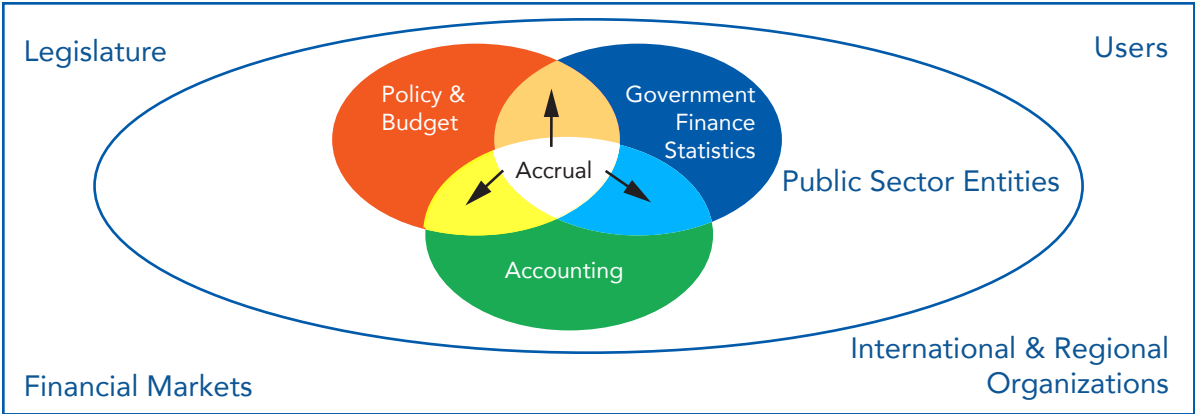 Legislature
Users
Policy &
Budget
Government
Finance
Statistics
Accrual
Public Sector Entities
Accounting
Financial Markets
International & Regional
Organizations